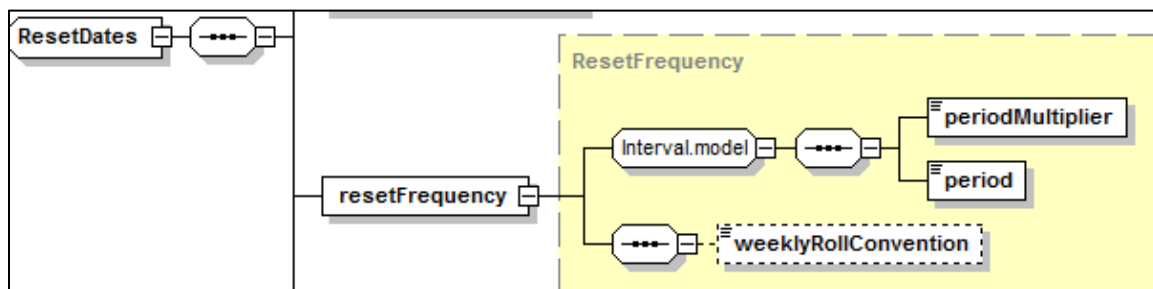 ResetDates
ResetFrequency
periodMultiplier
Interval.model
period
resetFrequency
weeklyRollConvention